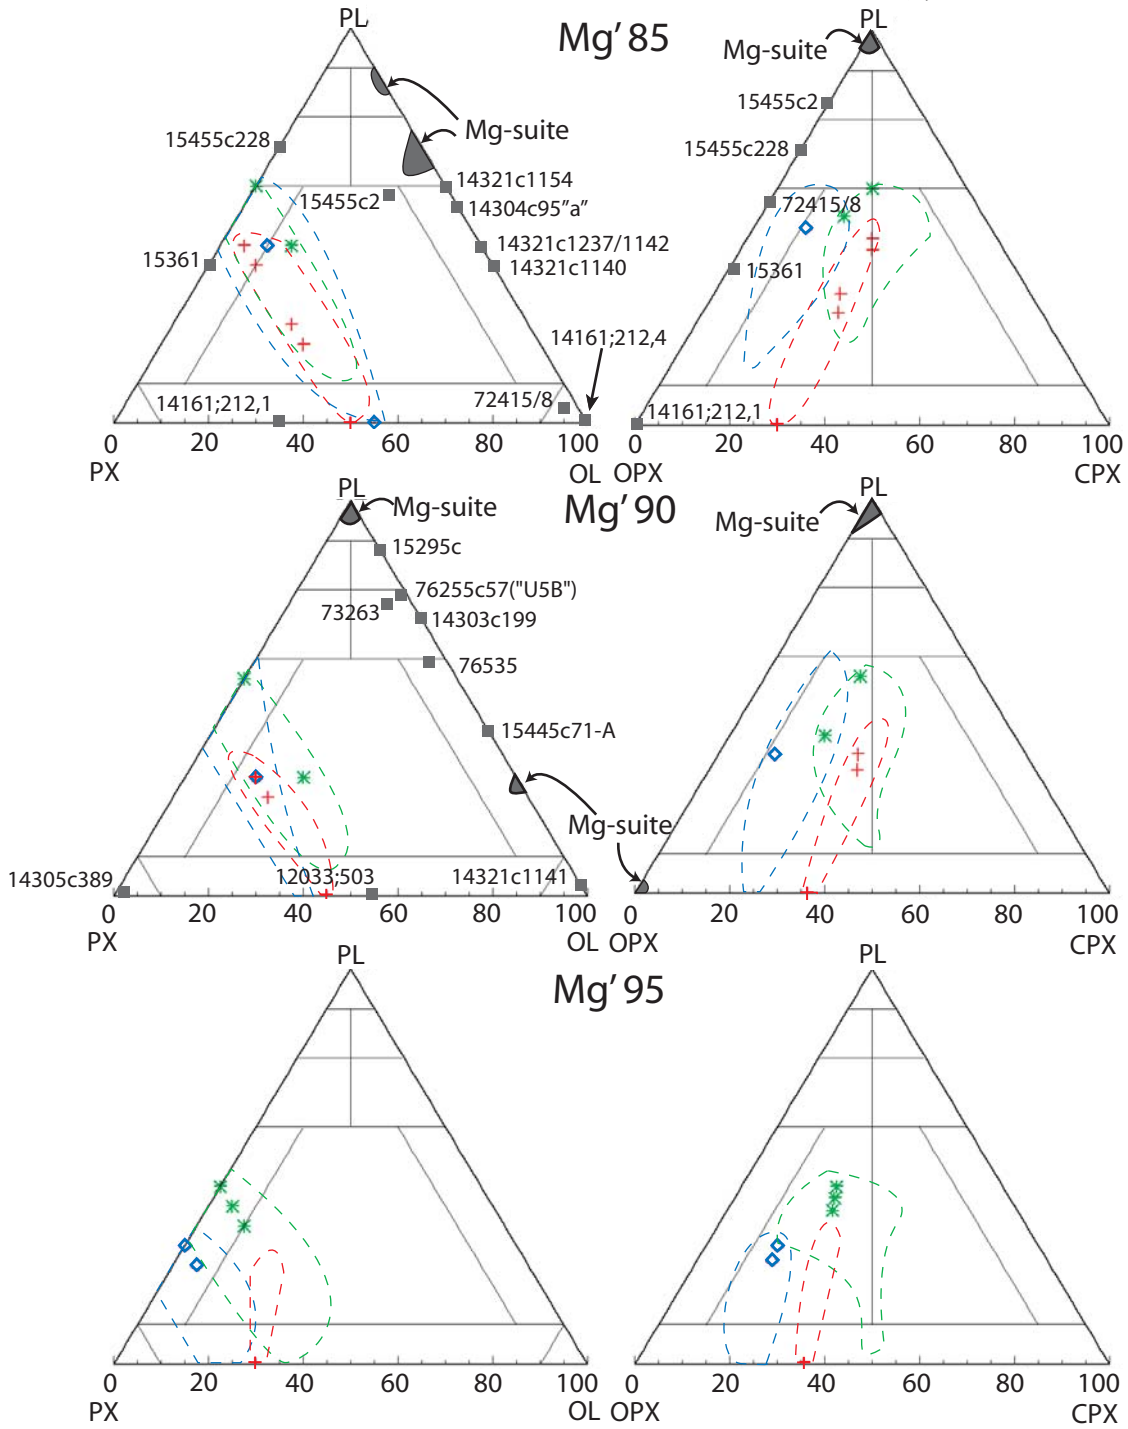 PL
Mg' 85
PL
Mg-suite
15455c2
Mg-suite
15455c228
15455c228
14321c1154
15455c2
14304c95"a"
72415/8
14321c1237/1142
15361
14321c1140
15361
14161;212,4
14161;212,1
72415/8
14161;212,1
0 20 40 60 80 100
0 20 40 60 80 100
PX
OL
OPX
CPX
PL
Mg' 90
PL
Mg-suite
Mg-suite
15295c
76255c57("U5B")
73263
14303c199
76535
15445c71-A
Mg-suite
14305c389
12033;503
14321c1141
0 20 40 60 80 100
0 20 40 60 80 100
PX
OL
OPX
CPX
PL
Mg' 95
PL
0 20 40 60 80 100
0 20 40 60 80 100
PX
OL
OPX
CPX